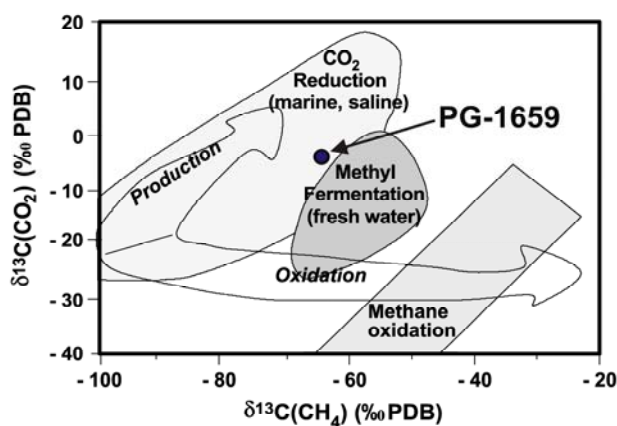 20
10
0
- 10
- 20
- 30
- 40
δ13C(CO2) (‰ PDB)
CO2
Reduction
(marine, saline)
PG-1659
Production
Methyl
Fermentation
(fresh water)
Oxidation
Methane
oxidation
- 100
- 80
- 60
- 40
- 20
δ13C(CH4) (‰ PDB)